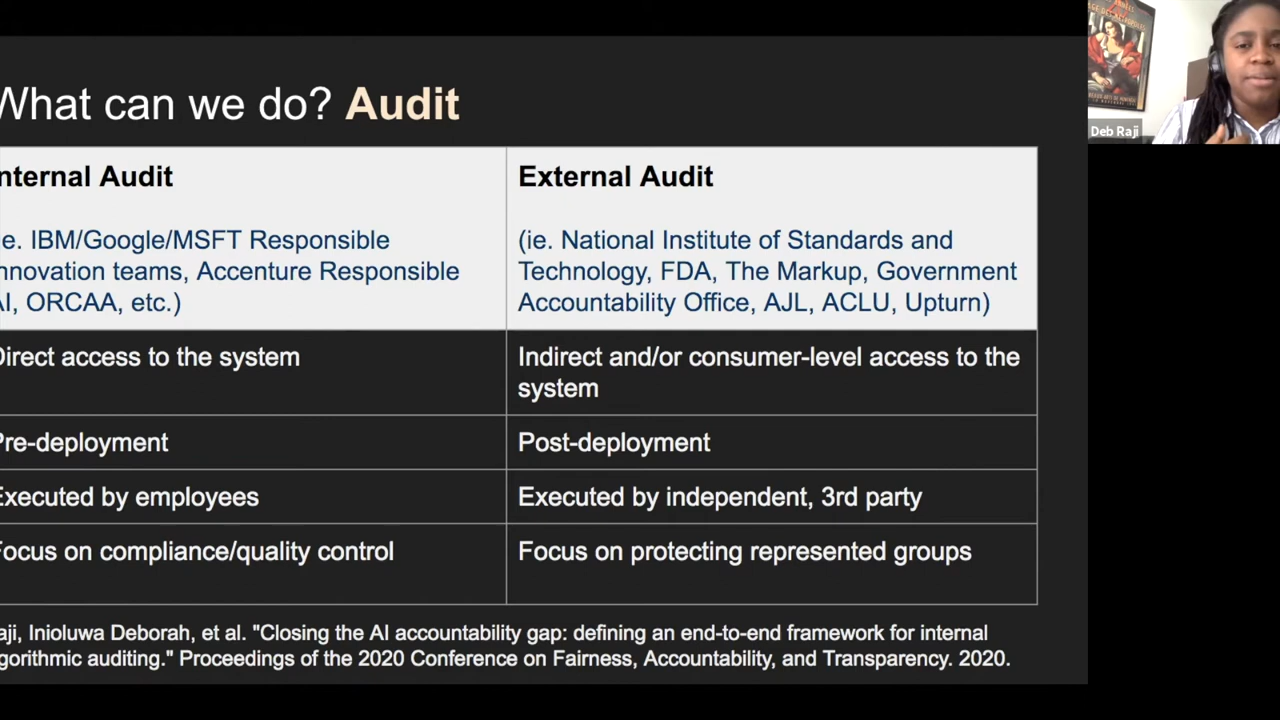 What can we do? Audit
nternal Audit
e. IBM/Google/MSFT Responsible
nnovation teams, Accenture Responsible
AI, ORCAA, etc.)
External Audit
(ie. National Institute of Standards and
Technology, FDA, The Markup, Government
Accountability Office, AJL, ACLU, Upturn)
Direct access to the system
Indirect and/or consumer-level access to the
system
Pre-deployment
Post-deployment
Executed by employees
Executed by independent, 3rd party
Focus on compliance/quality control
Focus on protecting represented groups
aji, Inioluwa Deborah, et al. "Closing the AI accountability gap: defining an end-to-end framework for internal
gorithmic auditing." Proceedings of the 2020 Conference on Fairness, Accountability, and Transparency. 2020.
Deb Raji